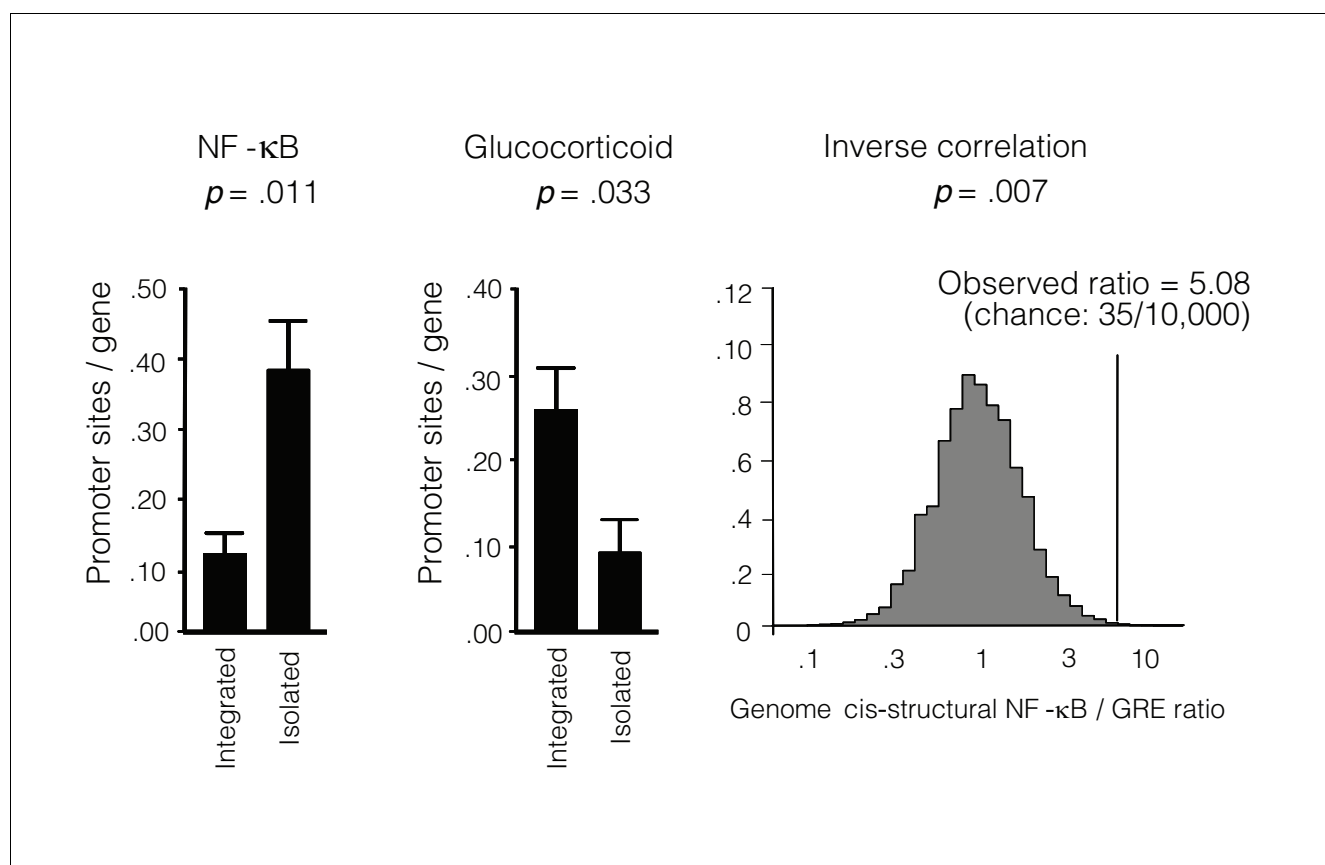 NF -κB
p = .011
Promoter sites / gene
.50
.40
.30
.20
.10
.00
Integrated
Isolated
Glucocorticoid
p = .033
Promoter sites / gene
.40
.30
.20
.10
.00
Integrated
Isolated
Inverse correlation
p = .007
Observed ratio = 5.08
(chance: 35/10,000)
.12
.10
.8
.6
.4
.2
0
.1 .3 1 3 10
Genome cis-structural NF -κB / GRE ratio